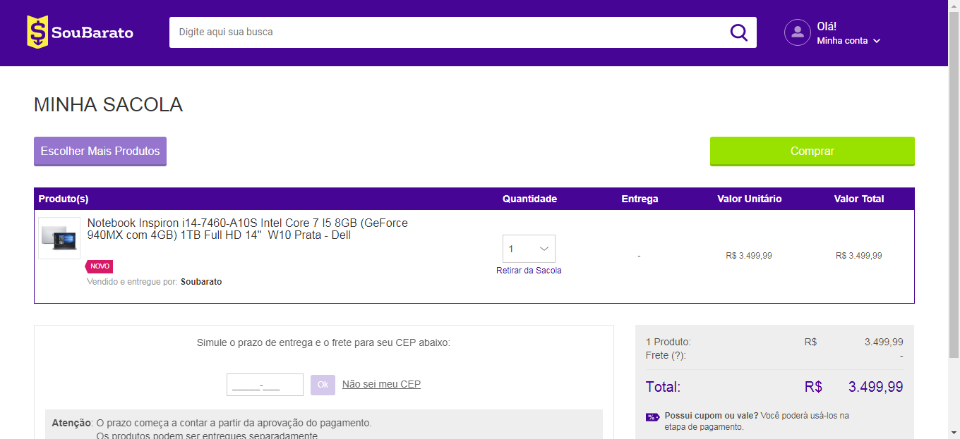 SouBarato
Digite aqui sua busca
Olá!
Minha conta
MINHA SACOLA
Escolher Mais Produtos
Comprar
Produto(s) Quantidade Entrega Valor Unitário Valor Total
Notebook Inspiron i14-7460-A10S Intel Core 7 I5 8GB (GeForce
940MX com 4GB) 1TB Full HD 14" W10 Prata - Dell
NOVO
Vendido e entregue por: Soubarato
1
Retirar da Sacola
-
R$ 3.499,99
R$ 3.499,99
Simule o prazo de entrega e o frete para seu CEP abaixo:
_____-___ Ok Não sei meu CEP
Atenção: O prazo começa a contar a partir da aprovação do pagamento.
Os produtos podem ser entregues separadamente.
1 Produto: R$ 3.499,99
Frete (?): -
Total: R$ 3.499,99
% Possui cupom ou vale? Você poderá usá-los na
etapa de pagamento.